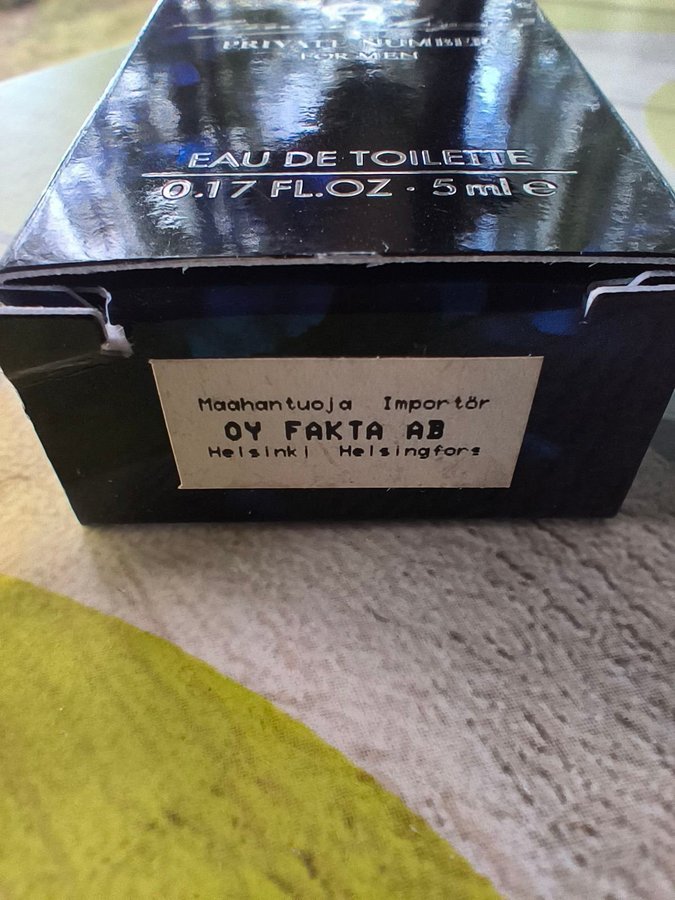 PRIVATE NUMBER
FOR MEN
EAU DE TOILETTE
0.17 FL.OZ · 5 ml ℮
Maahantuoja Importör
OY FAKTA AB
Helsinki Helsingfors